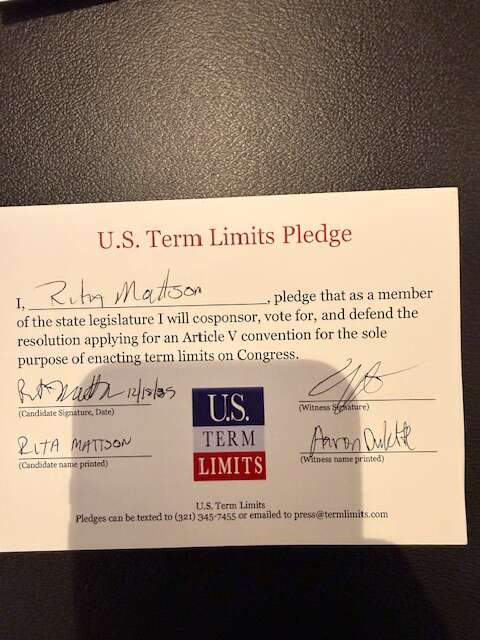 U.S. Term Limits Pledge
I, Rita Mattson, pledge that as a member
of the state legislature I will cosponsor, vote for, and defend the
resolution applying for an Article V convention for the sole
purpose of enacting term limits on Congress.
Rita Mattson
(Candidate Signature, Date)
(Witness Signature)
RITA MATTSON
Aaron
(Candidate name printed)
(Witness name printed)
U.S.
TERM
LIMITS
U.S. Term Limits
Pledges can be texted to (321) 345-7455 or emailed to press@termlimits.com